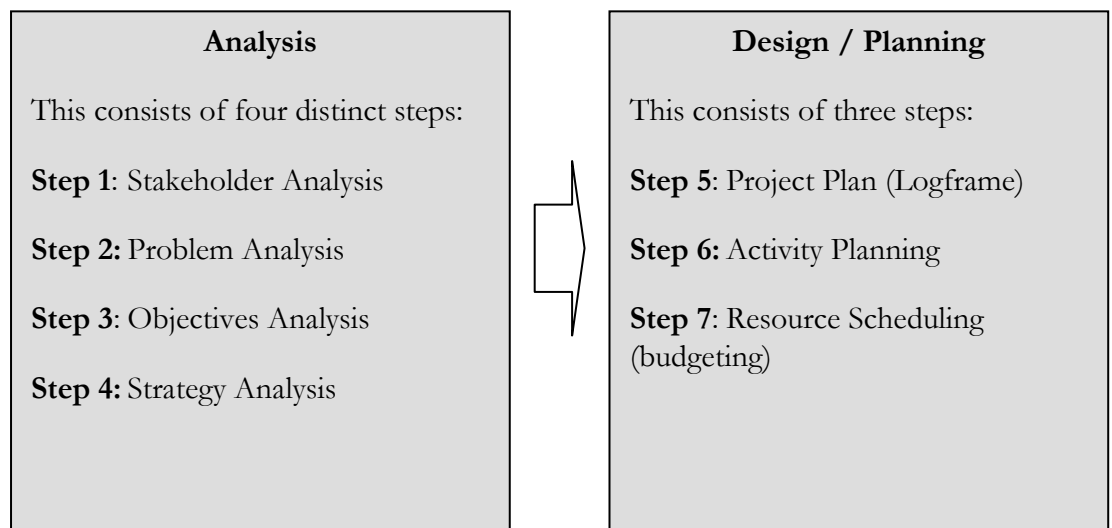 Analysis
This consists of four distinct steps:
Step 1: Stakeholder Analysis
Step 2: Problem Analysis
Step 3: Objectives Analysis
Step 4: Strategy Analysis
Design / Planning
This consists of three steps:
Step 5: Project Plan (Logframe)
Step 6: Activity Planning
Step 7: Resource Scheduling
(budgeting)